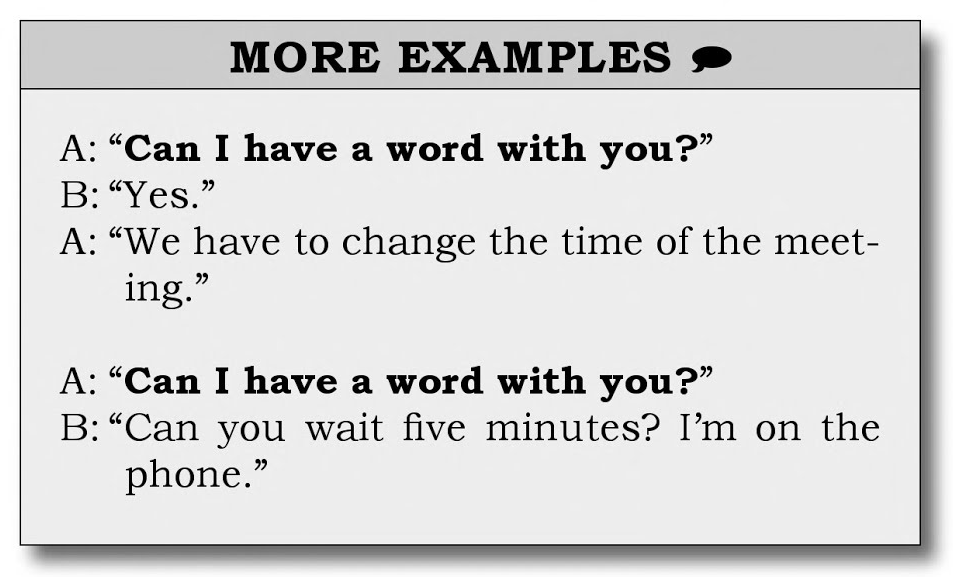 MORE EXAMPLES
A: “Can I have a word with you?”
B: “Yes.”
A: “We have to change the time of the meet-
ing.”
A: “Can I have a word with you?”
B: “Can you wait five minutes? I’m on the
phone.”